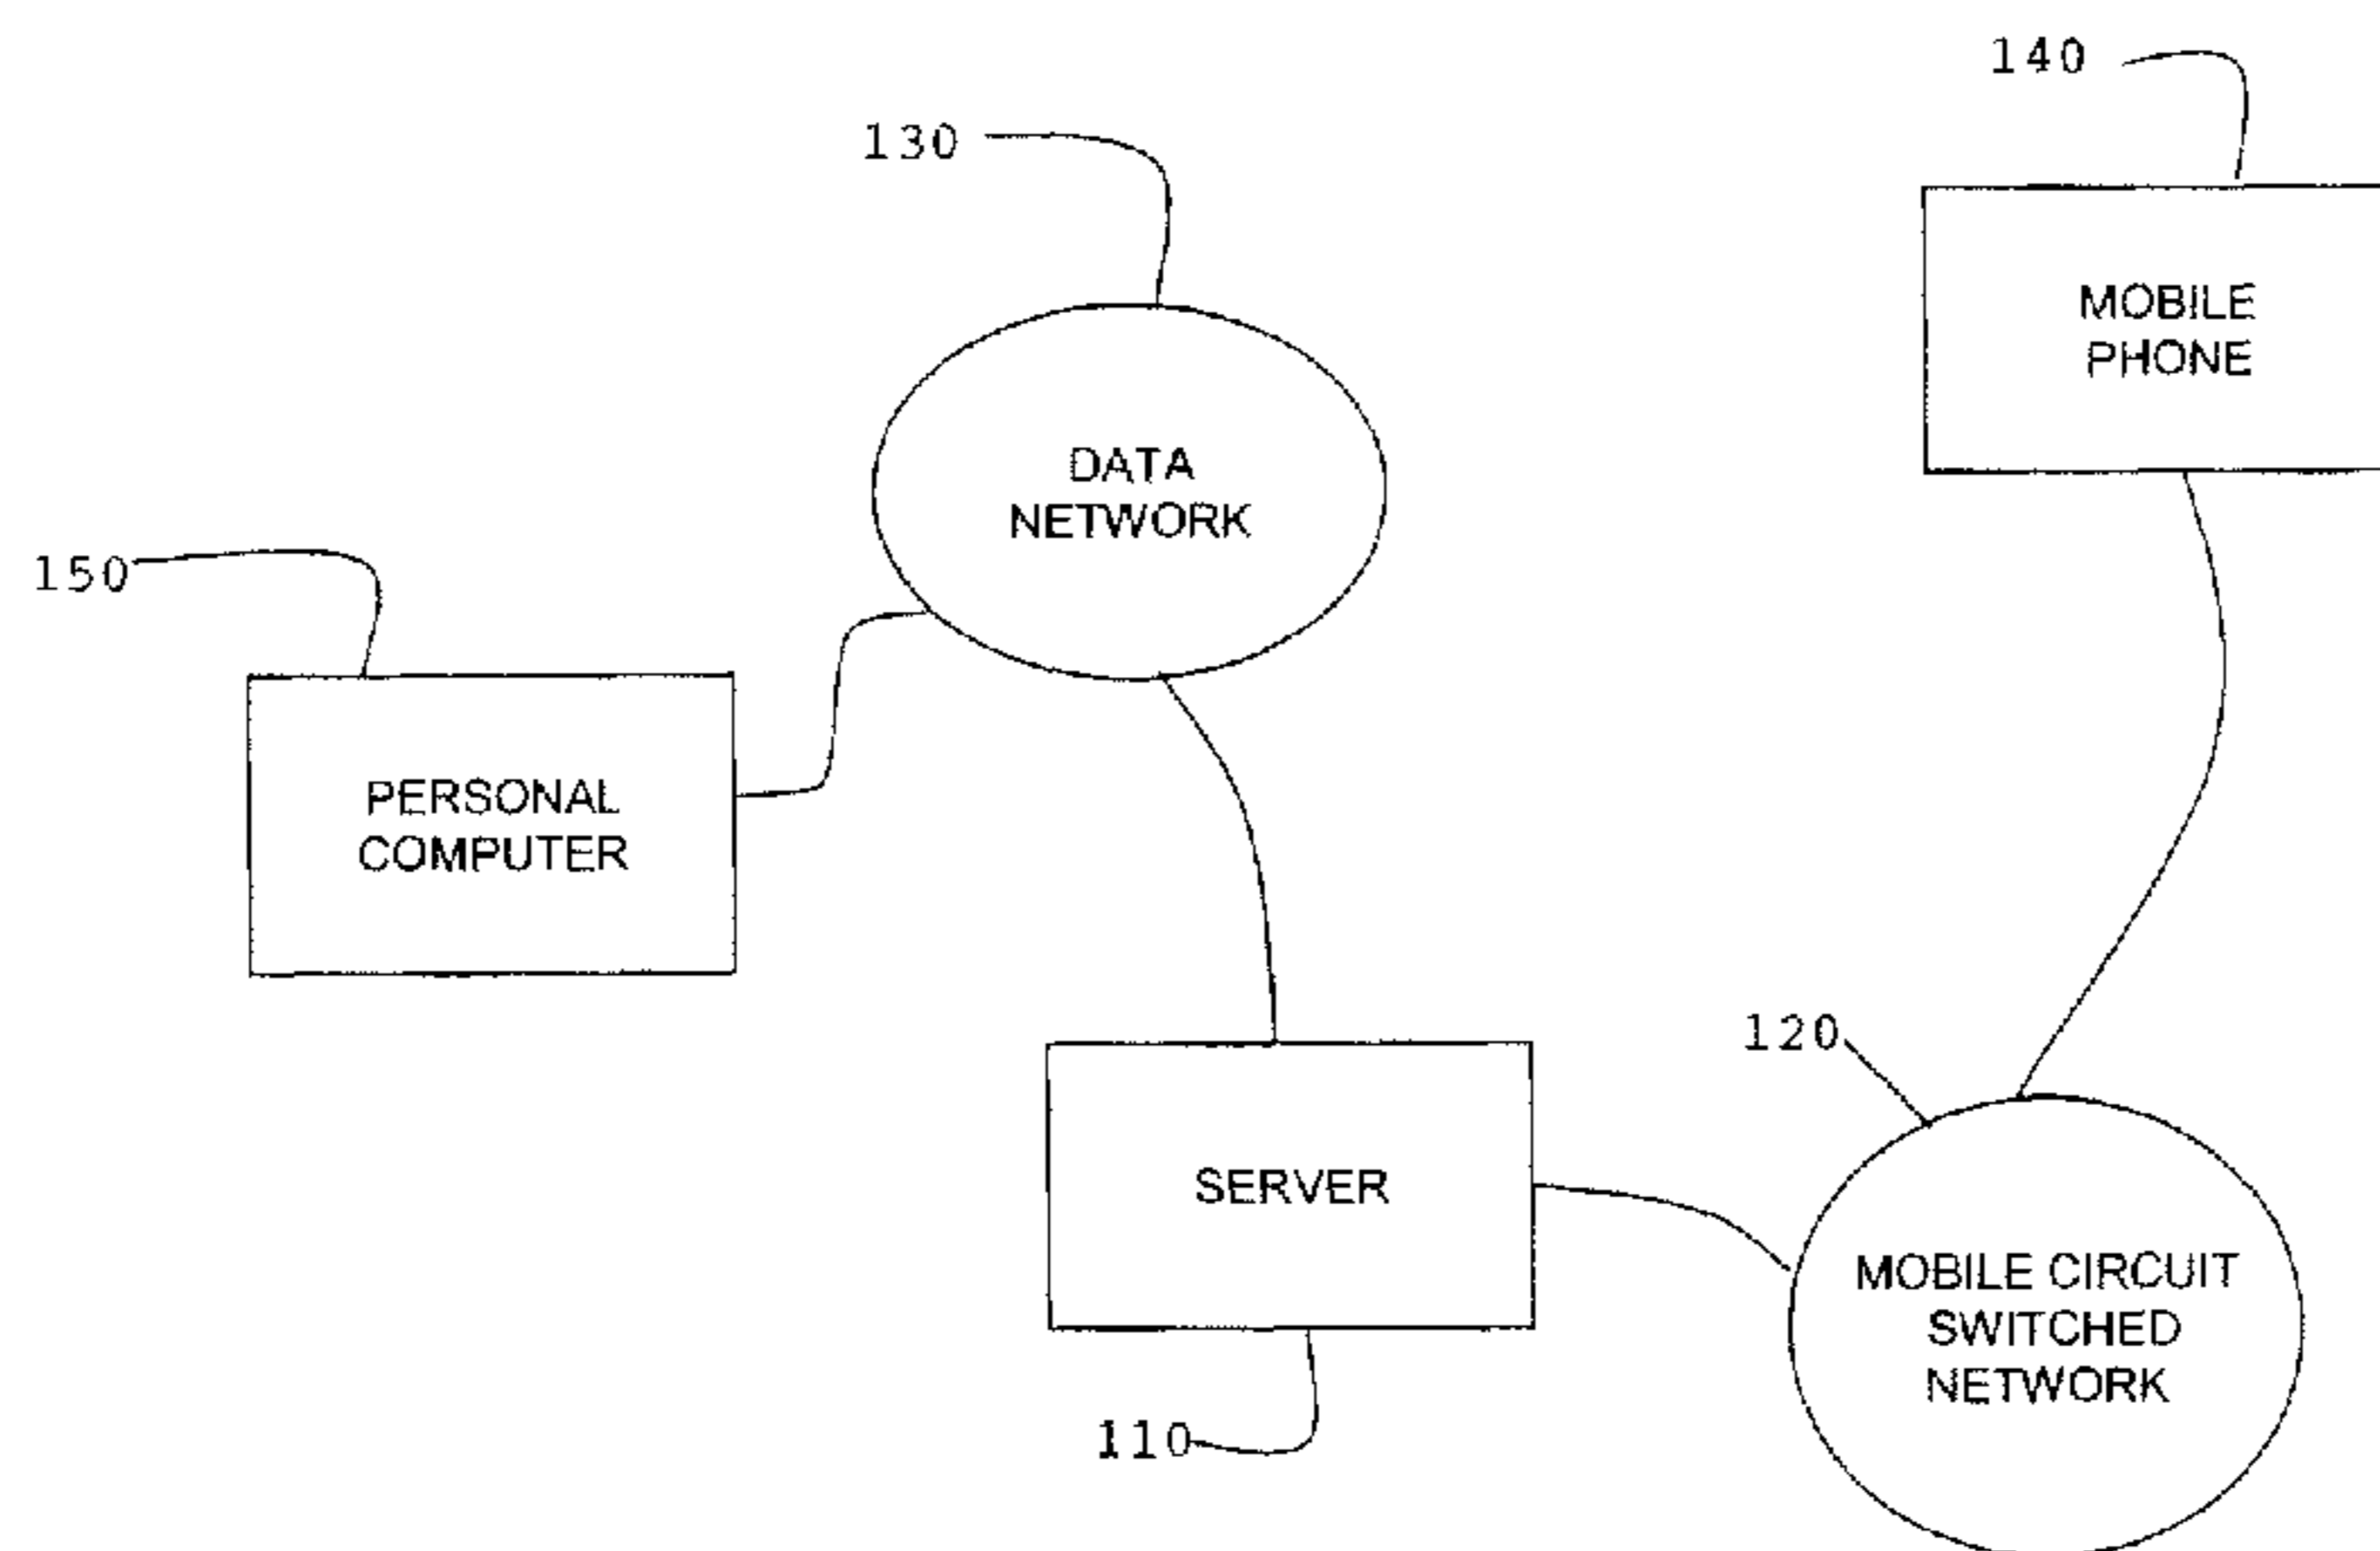 140
130
MOBILE
PHONE
DATA
NETWORK
150
PERSONAL
COMPUTER
120
SERVER
MOBILE CIRCUIT
SWITCHED
NETWORK
110